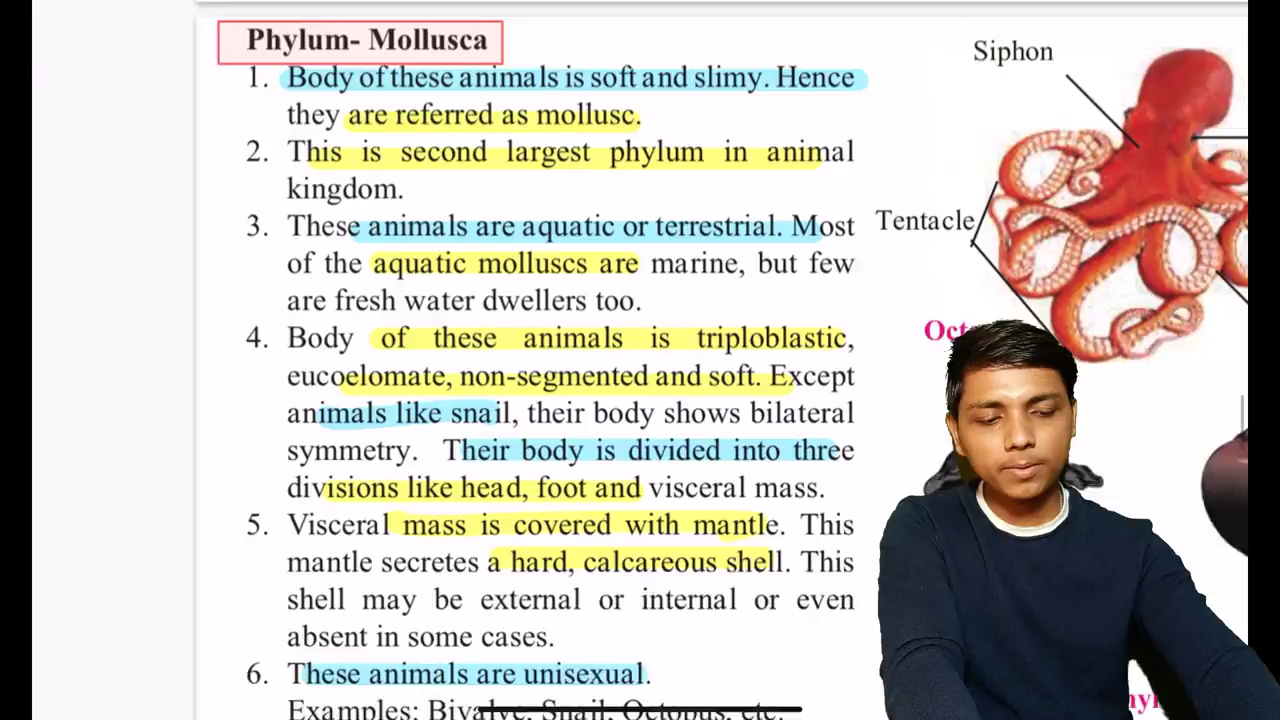 Phylum- Mollusca
1. Body of these animals is soft and slimy. Hence
they are referred as mollusc.
2. This is second largest phylum in animal
kingdom.
3. These animals are aquatic or terrestrial. Most
of the aquatic molluscs are marine, but few
are fresh water dwellers too.
4. Body of these animals is triploblastic,
eucoelomate, non-segmented and soft. Except
animals like snail, their body shows bilateral
symmetry. Their body is divided into three
divisions like head, foot and visceral mass.
5. Visceral mass is covered with mantle. This
mantle secretes a hard, calcareous shell. This
shell may be external or internal or even
absent in some cases.
6. These animals are unisexual.
Examples: Bivalve, Snail, Octopus, etc.
Siphon
Tentacle